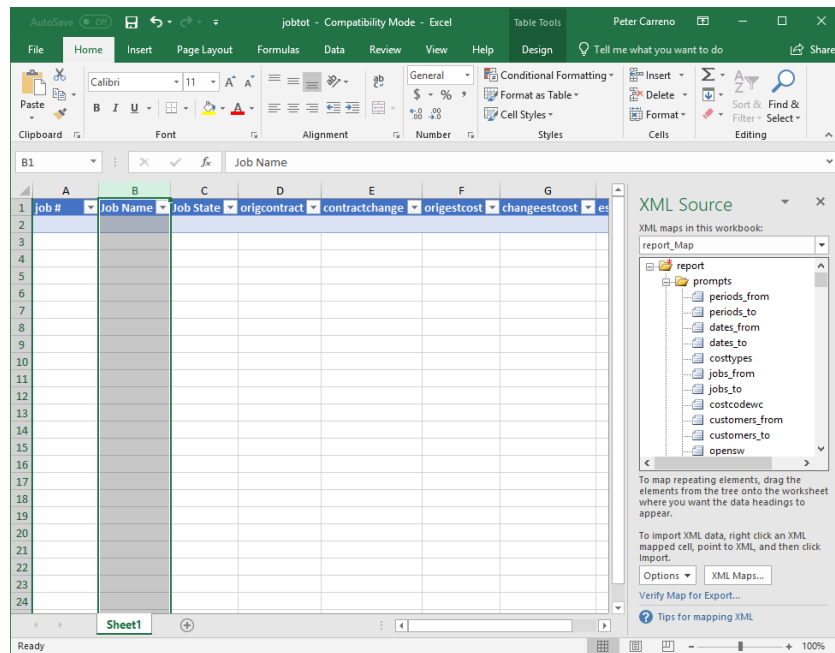 AutoSave Off jobtot - Compatibility Mode - Excel Table Tools Peter Carreno
File Home Insert Page Layout Formulas Data Review View Help Design Tell me what you want to do Share
Calibri 11 A A ab General Conditional Formatting Insert Σ A
Paste B I U A $ % , Format as Table Delete Sort & Find &
Cell Styles Format Filter Select
Clipboard Font Alignment Number Styles Cells Editing
B1 fx Job Name
A B C D E F G
1 job # Job Name Job State origcontract contractchange origestcost changeestcost es
2
3
4
5
6
7
8
9
10
11
12
13
14
15
16
17
18
19
20
21
22
23
24
XML Source
XML maps in this workbook:
report_Map
report
prompts
periods_from
periods_to
dates_from
dates_to
costtypes
jobs_from
jobs_to
costcodewc
customers_from
customers_to
opensw
To map repeating elements, drag the
elements from the tree onto the worksheet
where you want the data headings to
appear.
To import XML data, right click an XML
mapped cell, point to XML, and then click
Import.
Options XML Maps...
Verify Map for Export...
Tips for mapping XML
Sheet1
Ready 100%